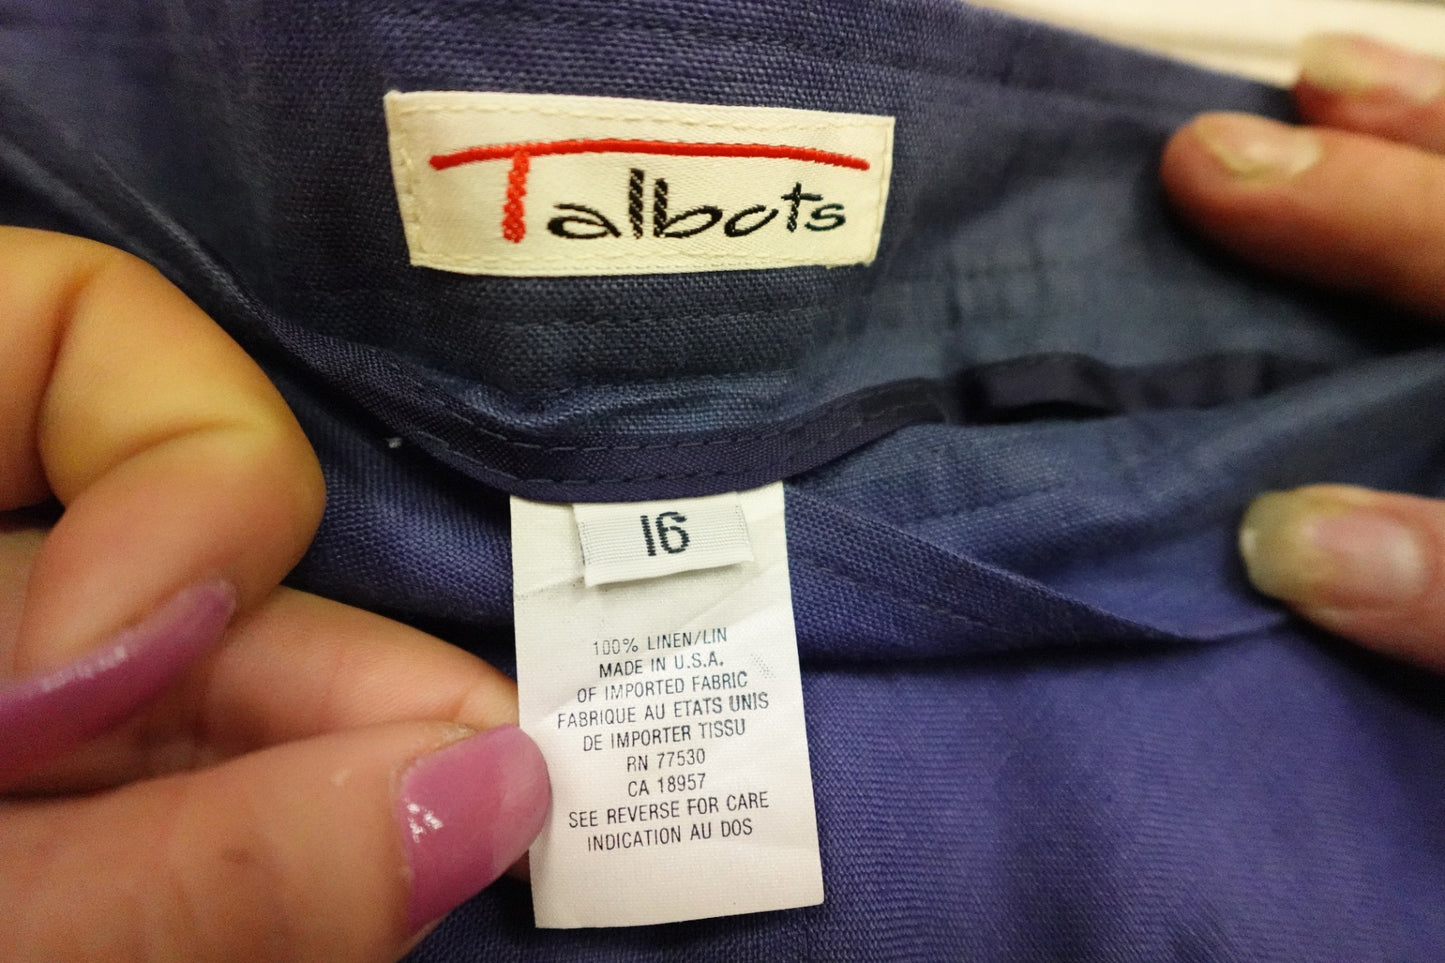 Talbots
16
100% LINEN/LIN
MADE IN U.S.A.
OF IMPORTED FABRIC
FABRIQUE AU ETATS UNIS
DE IMPORTER TISSU
RN 77530
CA 18957
SEE REVERSE FOR CARE
INDICATION AU DOS